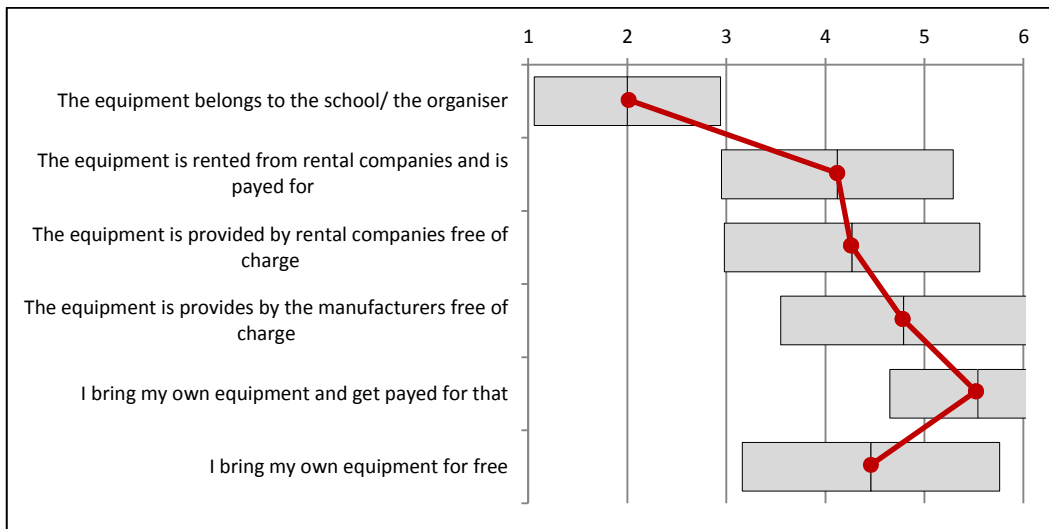 1 2 3 4 5 6
The equipment belongs to the school/ the organiser
The equipment is rented from rental companies and is
payed for
The equipment is provided by rental companies free of
charge
The equipment is provides by the manufacturers free of
charge
I bring my own equipment and get payed for that
I bring my own equipment for free